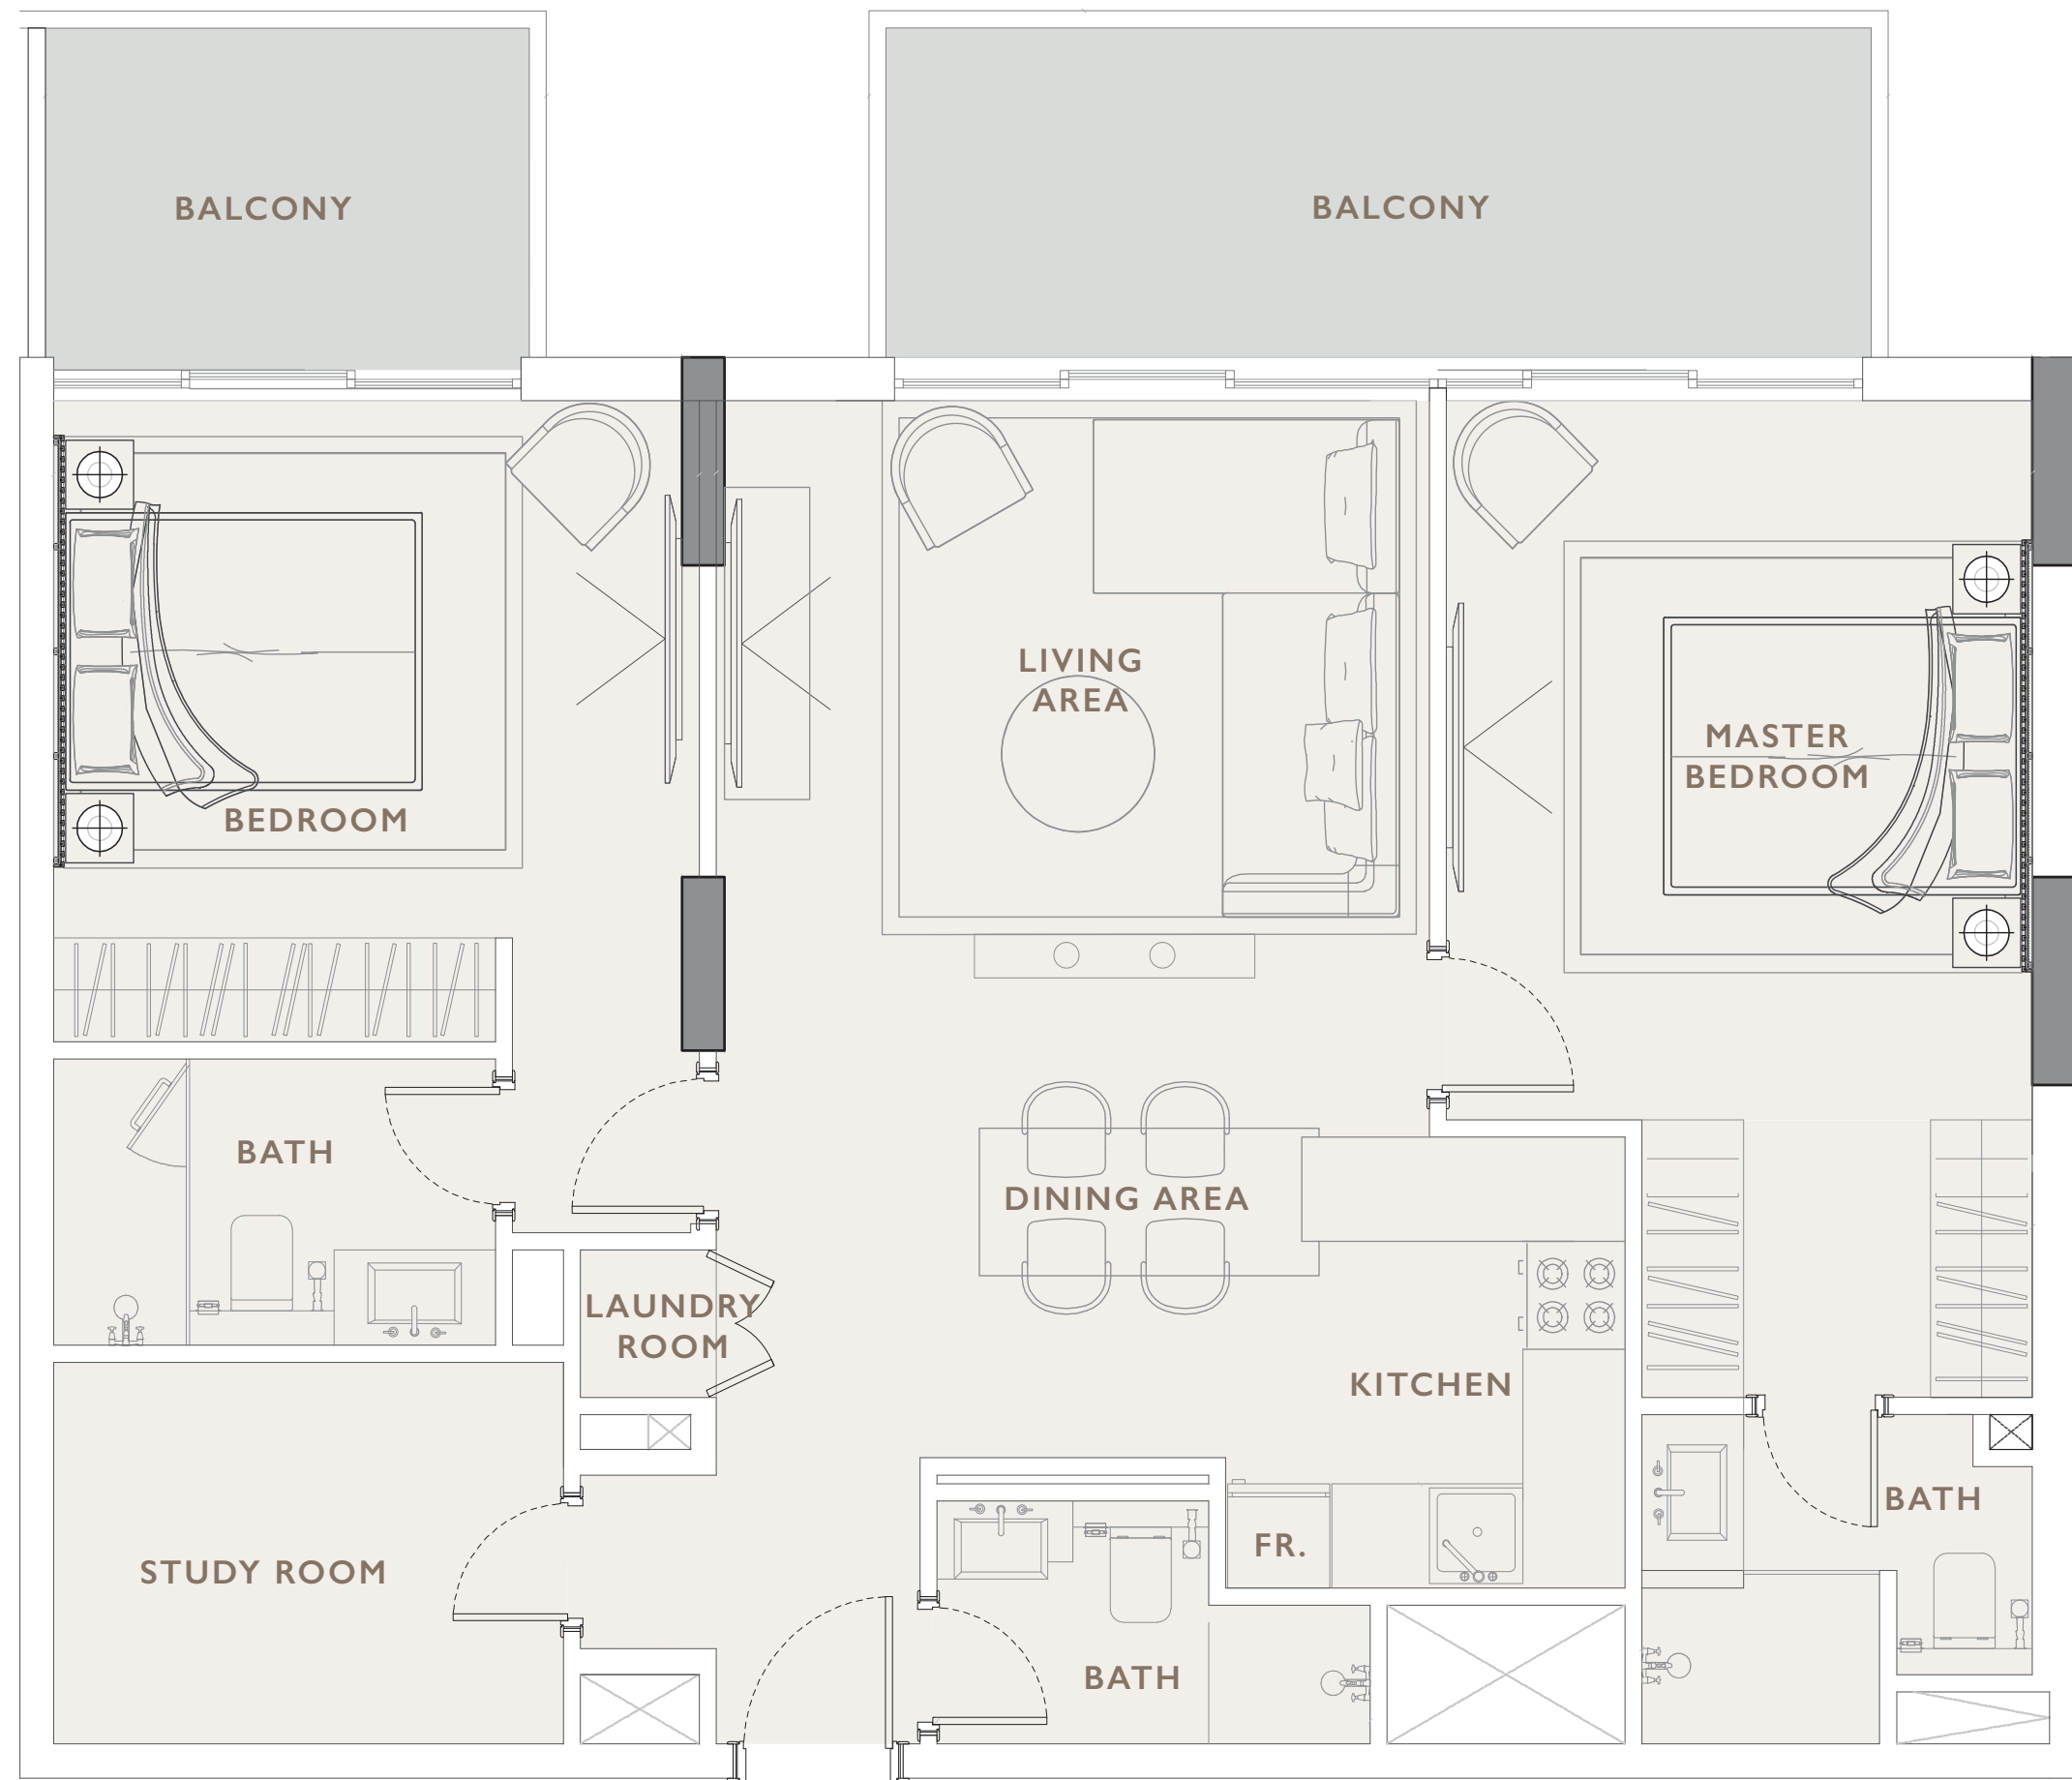 BALCONY
BALCONY
LIVING
AREA
MASTER
BEDROOM
BEDROOM
BATH
DINING AREA
LAUNDRY
ROOM
KITCHEN
BATH
FR.
STUDY ROOM
BATH